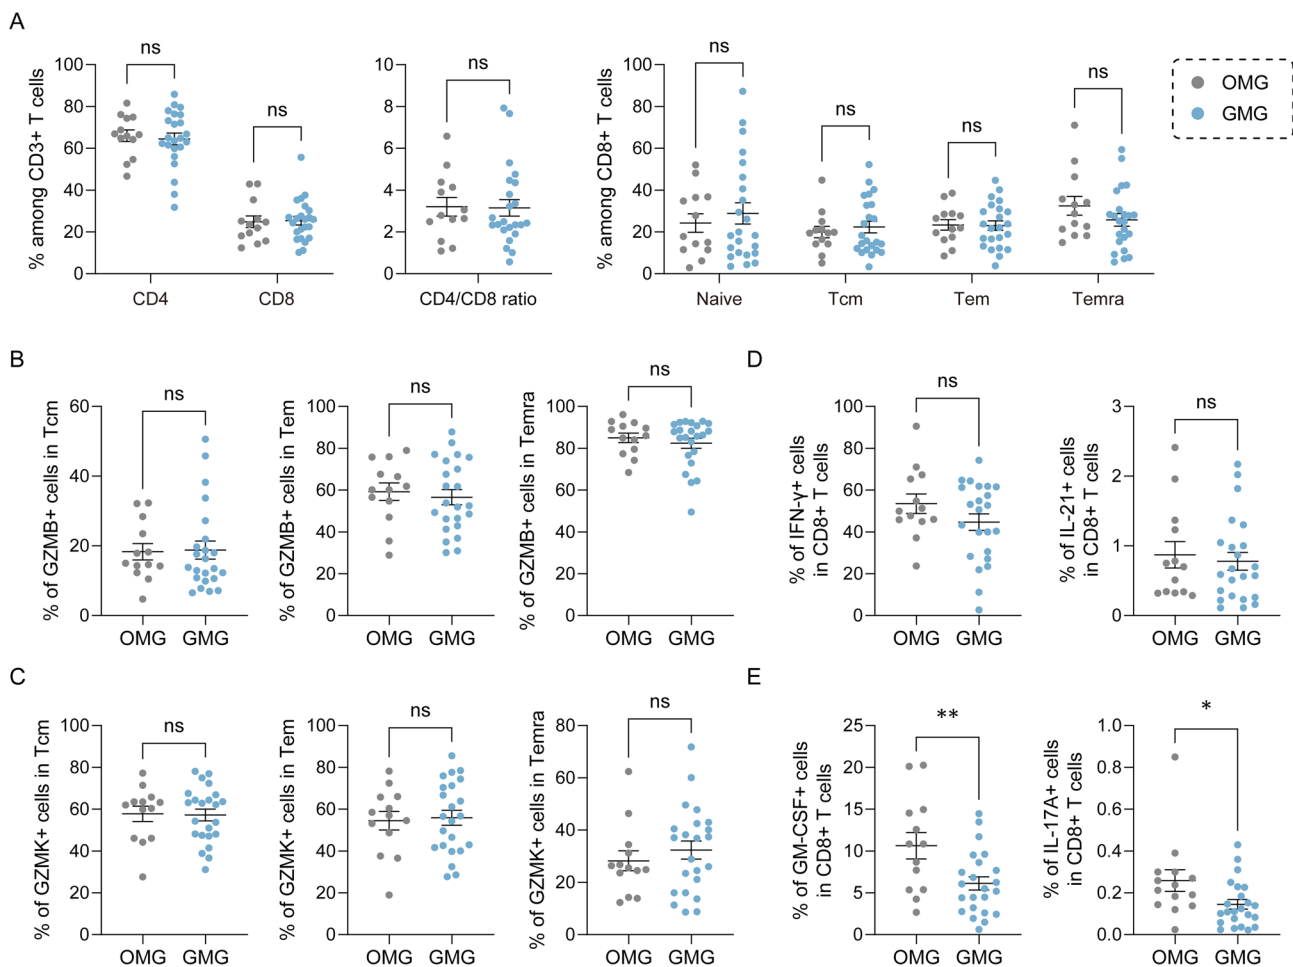 A
% among CD3+ T cells
100
80
60
40
20
0
ns
ns
CD4
CD8
10
8
6
4
2
0
ns
CD4/CD8 ratio
% among CD8+ T cells
100
80
60
40
20
0
ns
ns
ns
ns
Naive
Tcm
Tem
Temra
OMG
GMG
B
% of GZMB+ cells in Tcm
60
40
20
0
ns
OMG
GMG
% of GZMB+ cells in Tem
100
80
60
40
20
0
ns
OMG
GMG
% of GZMB+ cells in Temra
100
80
60
40
20
0
ns
OMG
GMG
D
% of IFN-γ+ cells
in CD8+ T cells
100
80
60
40
20
0
ns
OMG
GMG
% of IL-21+ cells
in CD8+ T cells
3
2
1
0
ns
OMG
GMG
C
% of GZMK+ cells in Tcm
100
80
60
40
20
0
ns
OMG
GMG
% of GZMK+ cells in Tem
100
80
60
40
20
0
ns
OMG
GMG
% of GZMK+ cells in Temra
80
60
40
20
0
ns
OMG
GMG
E
% of GM-CSF+ cells
in CD8+ T cells
25
20
15
10
5
0
**
OMG
GMG
% of IL-17A+ cells
in CD8+ T cells
1.0
0.8
0.6
0.4
0.2
0.0
*
OMG
GMG